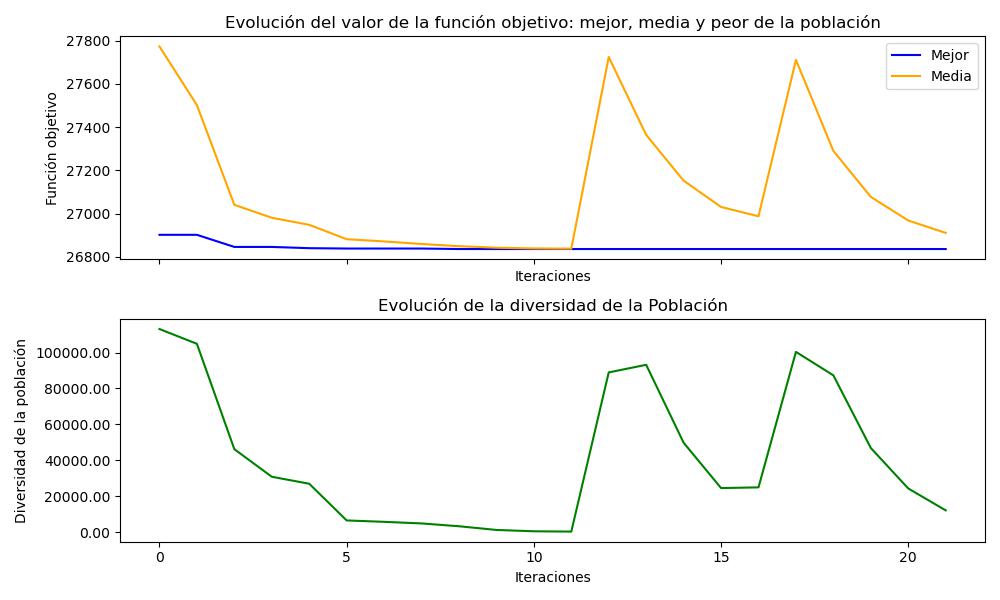 Evolución del valor de la función objetivo: mejor, media y peor de la población
27800
27600
27400
27200
27000
26800
Función objetivo
Mejor
Media
Iteraciones
Evolución de la diversidad de la Población
100000.00
80000.00
60000.00
40000.00
20000.00
0.00
Diversidad de la población
0 5 10 15 20
Iteraciones